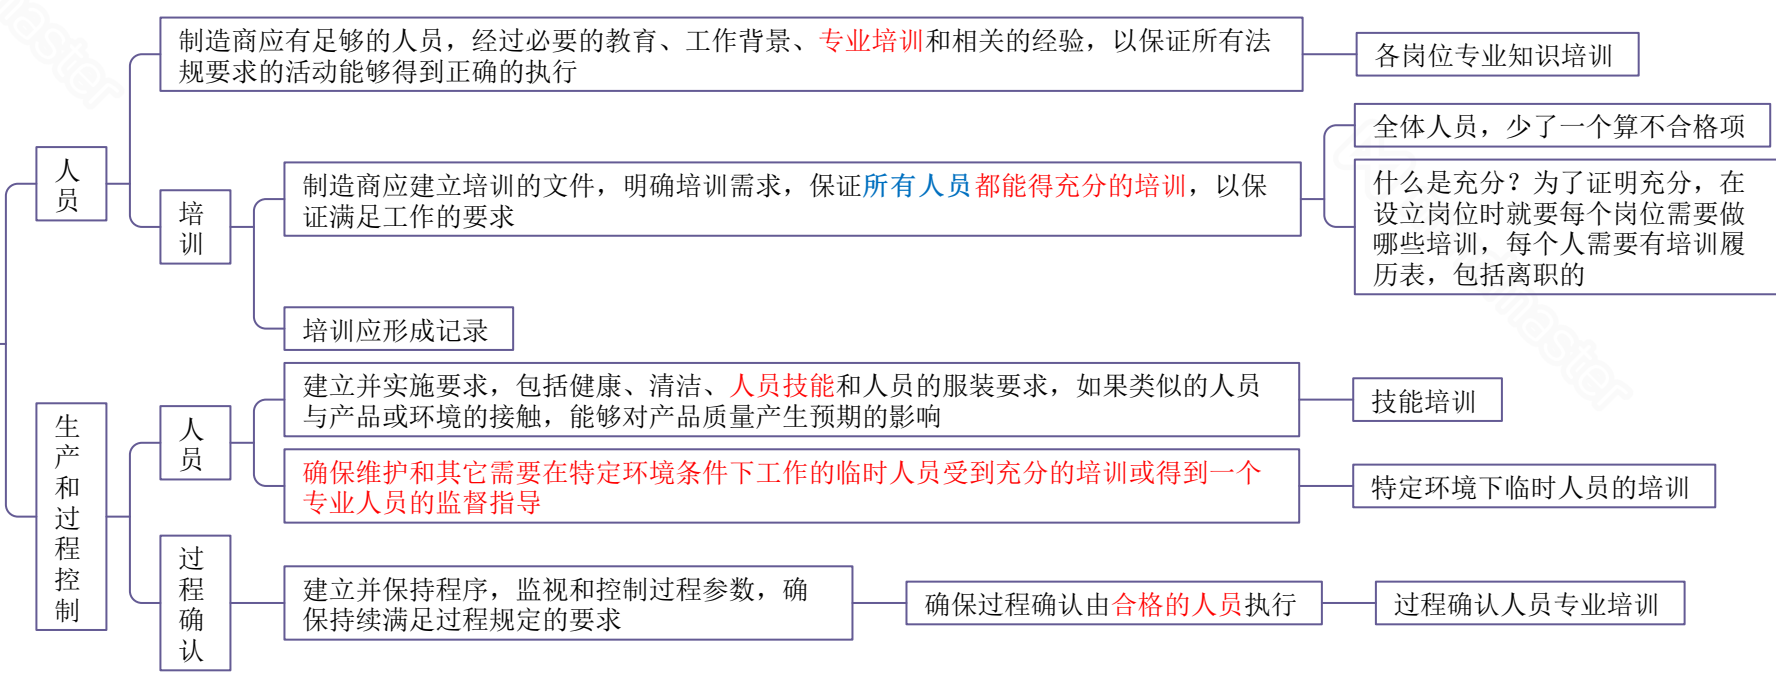 制造商应有足够的人员，经过必要的教育、工作背景、专业培训和相关的经验，以保证所有法
规要求的活动能够得到正确的执行
各岗位专业知识培训
人
员
培
训
制造商应建立培训的文件，明确培训需求，保证所有人员都能得充分的培训，以保
证满足工作的要求
全体人员，少了一个算不合格项
什么是充分？为了证明充分，在
设立岗位时就要每个岗位需要做
哪些培训，每个人需要有培训履
历表，包括离职的
培训应形成记录
生
产
和
过
程
控
制
人
员
建立并实施要求，包括健康、清洁、人员技能和人员的服装要求，如果类似的人员
与产品或环境的接触，能够对产品质量产生预期的影响
技能培训
确保维护和其它需要在特定环境条件下工作的临时人员受到充分的培训或得到一个
专业人员的监督指导
特定环境下临时人员的培训
过
程
确
认
建立并保持程序，监视和控制过程参数，确
保持续满足过程规定的要求
确保过程确认由合格的人员执行
过程确认人员专业培训